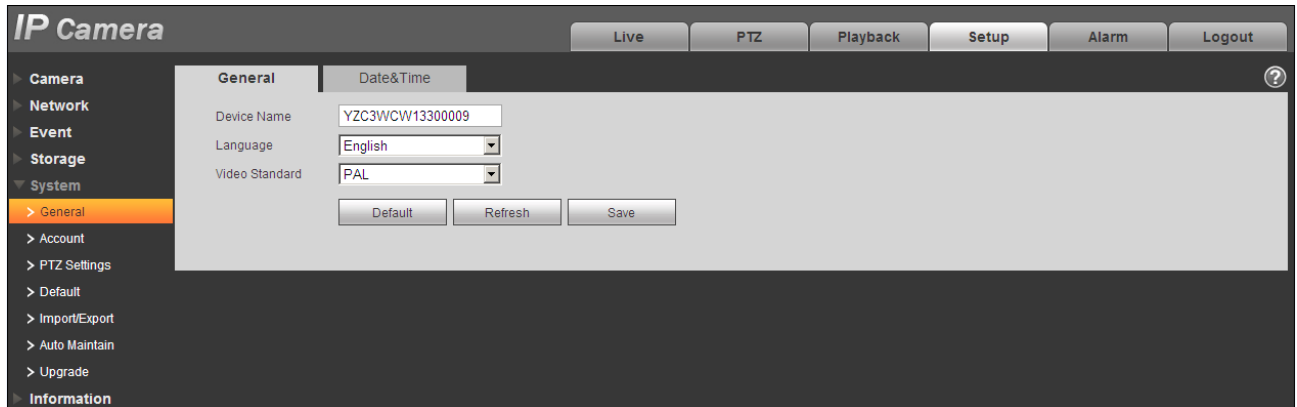 IP Camera
Live PTZ Playback Setup Alarm Logout
Camera
Network
Event
Storage
System
> General
> Account
> PTZ Settings
> Default
> Import/Export
> Auto Maintain
> Upgrade
Information
General Date&Time
?
Device Name YZC3WCW13300009
Language English
Video Standard PAL
Default Refresh Save